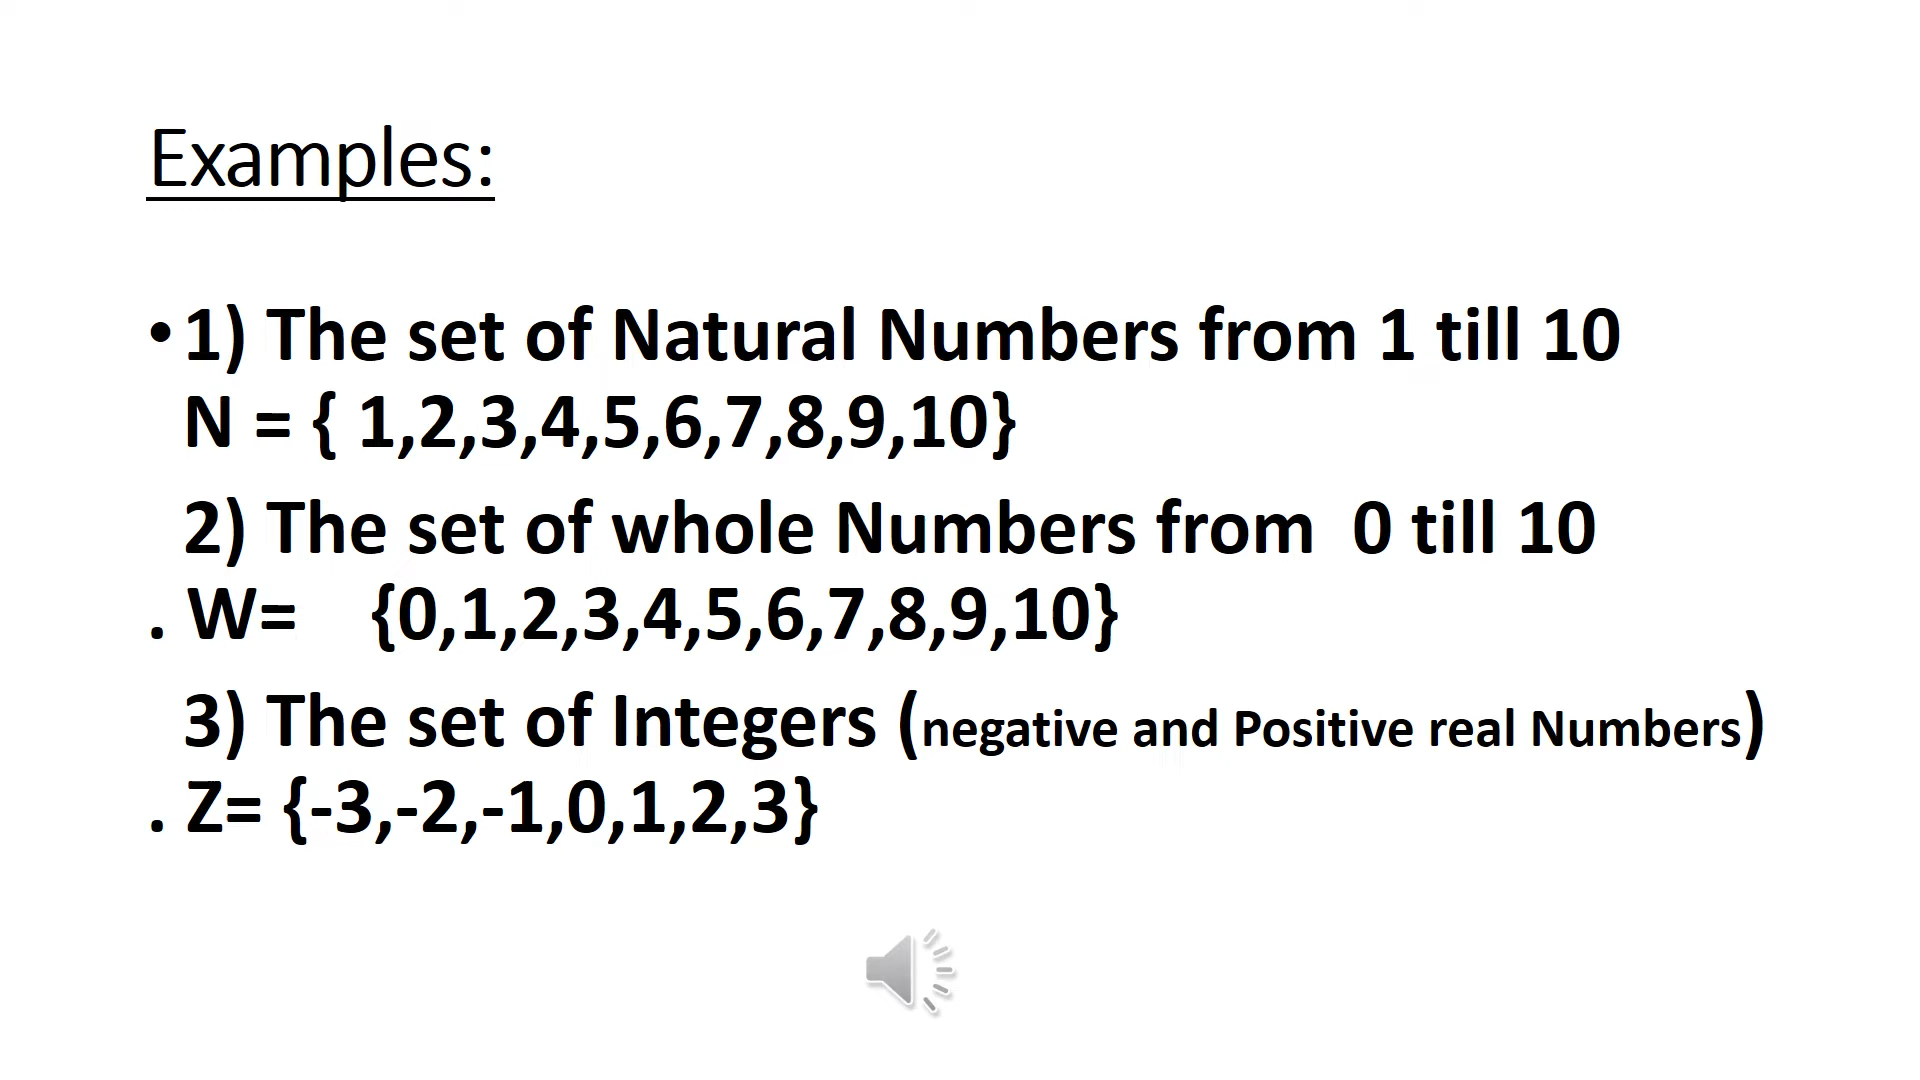 Examples:
• 1) The set of Natural Numbers from 1 till 10
N = { 1,2,3,4,5,6,7,8,9,10}
2) The set of whole Numbers from  0 till 10
. W=    {0,1,2,3,4,5,6,7,8,9,10}
3) The set of Integers (negative and Positive real Numbers)
. Z= {-3,-2,-1,0,1,2,3}